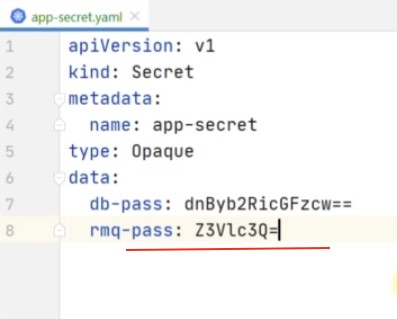 app-secret.yaml
1 apiVersion: v1
2 kind: Secret
3 metadata:
4 name: app-secret
5 type: Opaque
6 data:
7 db-pass: dnByb2RicGFzcw==
8 rmq-pass: Z3Vlc3Q=